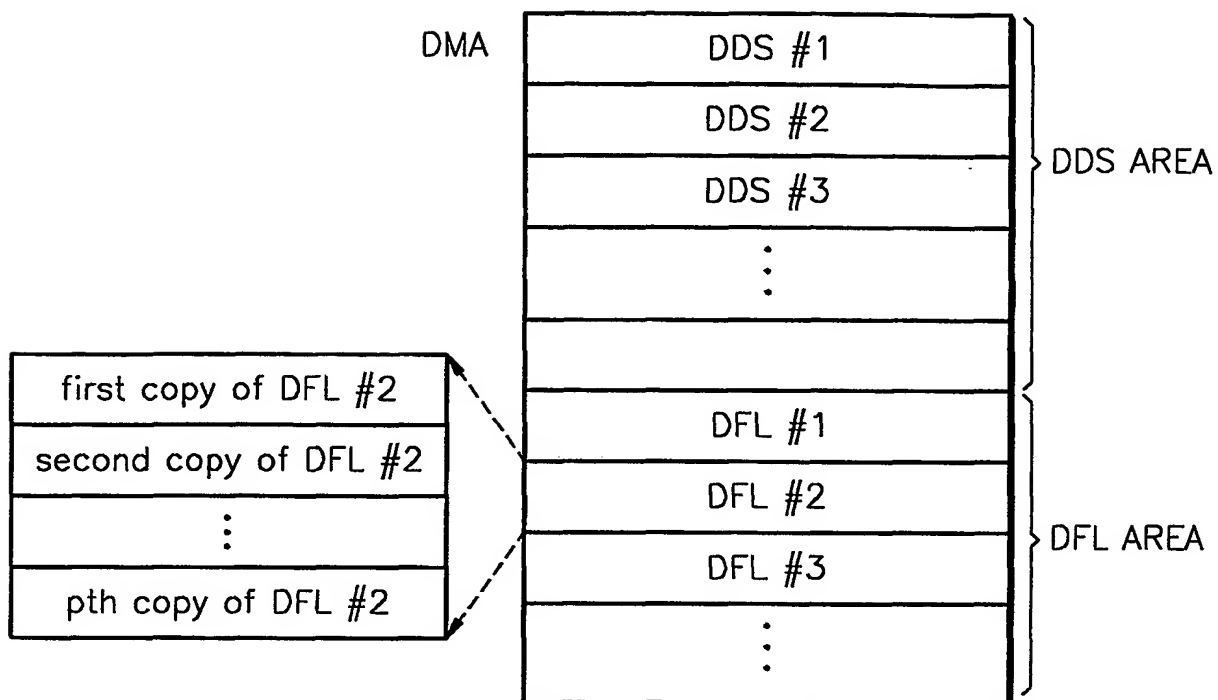 DMA
DDS #1
DDS #2
DDS #3
⋮
DDS AREA
first copy of DFL #2
second copy of DFL #2
⋮
pth copy of DFL #2
DFL #1
DFL #2
DFL #3
⋮
DFL AREA